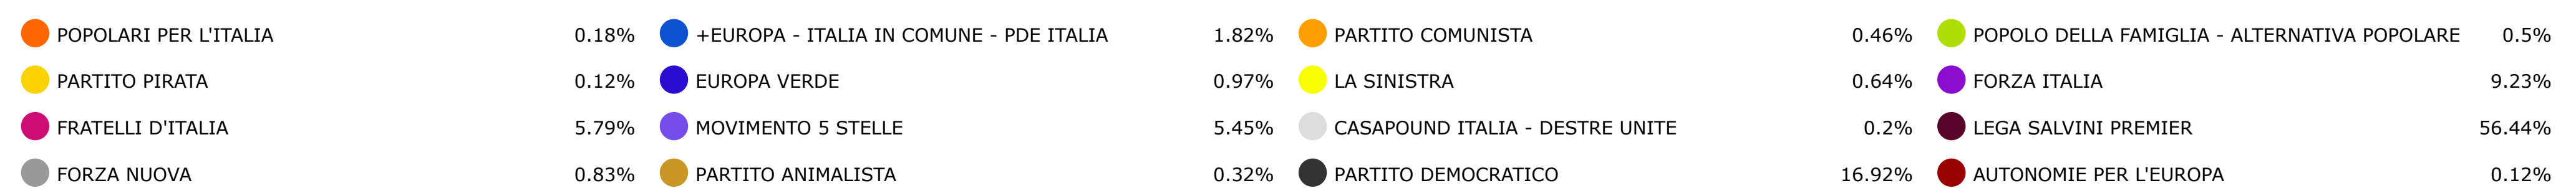 POPOLARI PER L'ITALIA 0.18% +EUROPA - ITALIA IN COMUNE - PDE ITALIA 1.82% PARTITO COMUNISTA 0.46% POPOLO DELLA FAMIGLIA - ALTERNATIVA POPOLARE 0.5%
PARTITO PIRATA 0.12% EUROPA VERDE 0.97% LA SINISTRA 0.64% FORZA ITALIA 9.23%
FRATELLI D'ITALIA 5.79% MOVIMENTO 5 STELLE 5.45% CASAPOUND ITALIA - DESTRE UNITE 0.2% LEGA SALVINI PREMIER 56.44%
FORZA NUOVA 0.83% PARTITO ANIMALISTA 0.32% PARTITO DEMOCRATICO 16.92% AUTONOMIE PER L'EUROPA 0.12%